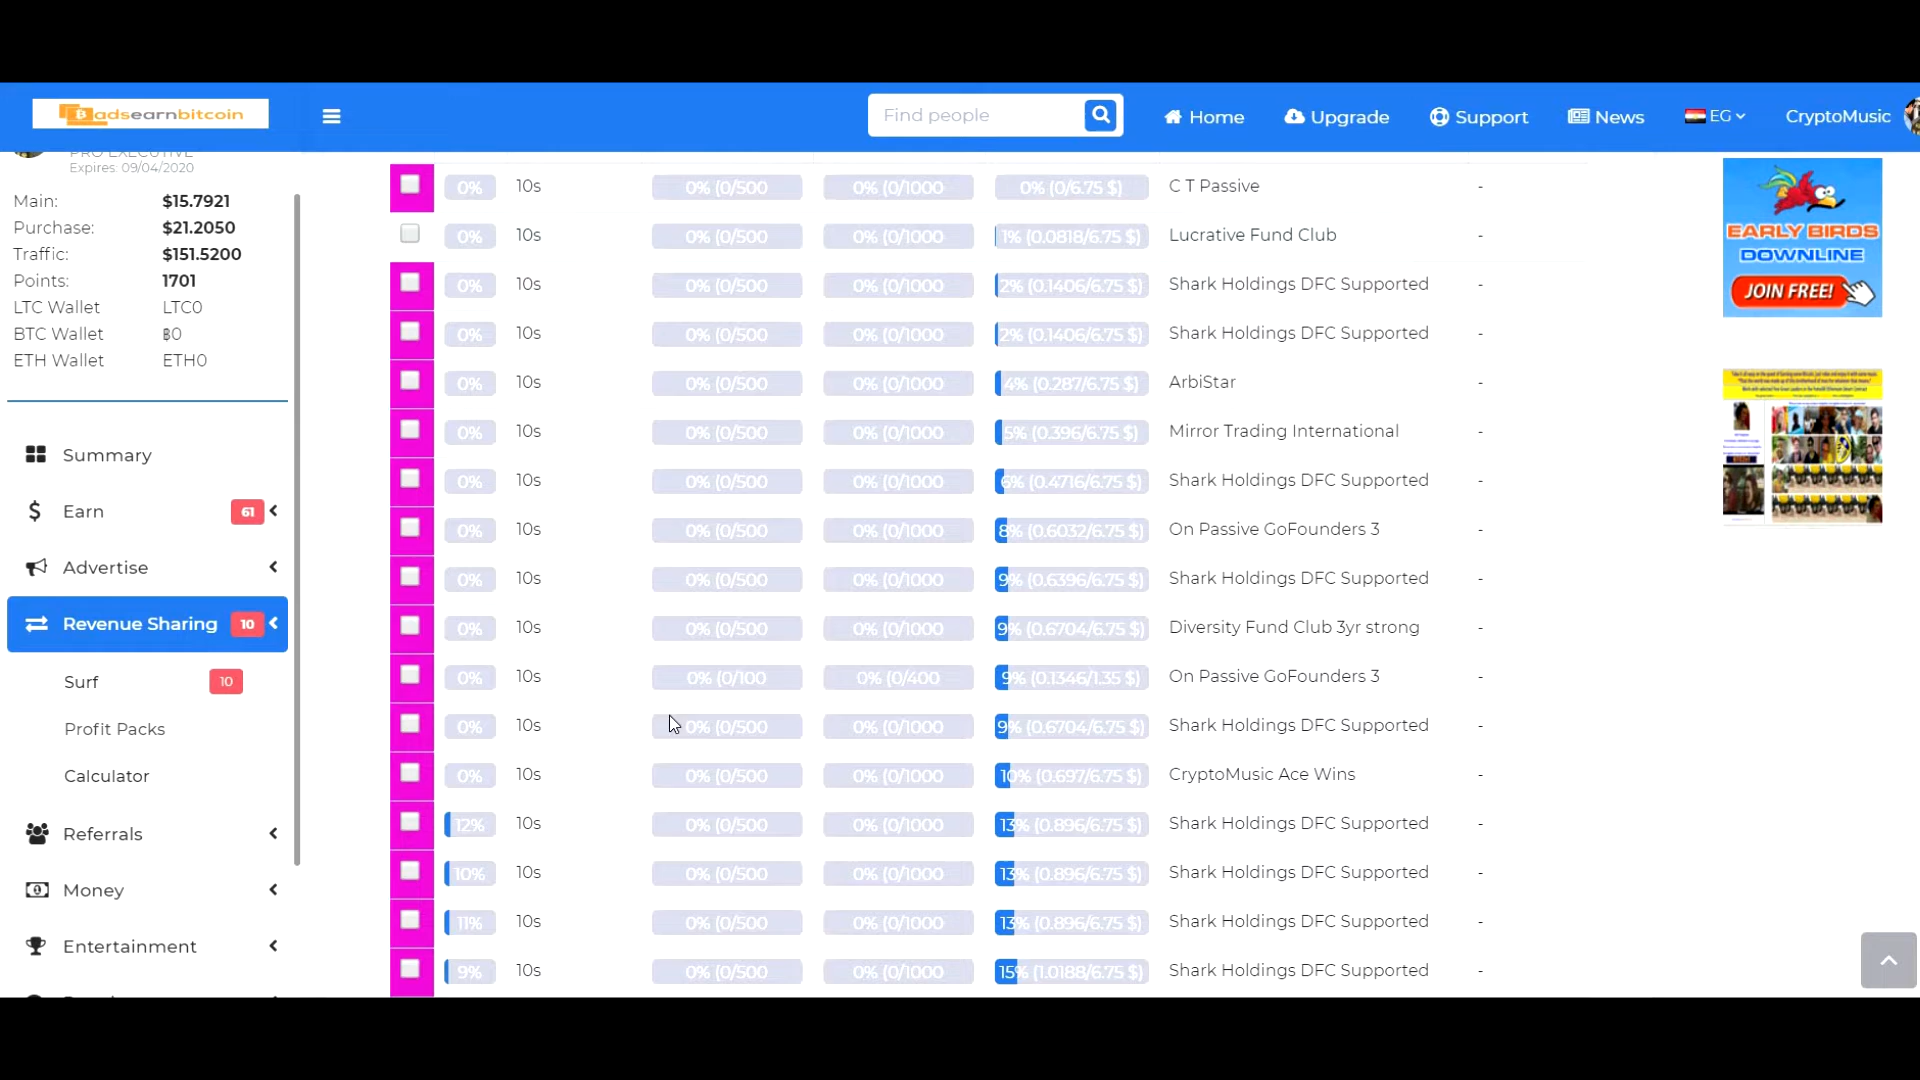 adsearnbitcoin
Find people
Home
Upgrade
Support
News
EG
CryptoMusic
PRO EXECUTIVE
Expires: 09/04/2020
Main: $15.7921
Purchase: $21.2050
Traffic: $151.5200
Points: 1701
LTC Wallet LTC0
BTC Wallet ฿0
ETH Wallet ETH0
Summary
Earn 61
Advertise
Revenue Sharing 10
Surf 10
Profit Packs
Calculator
Referrals
Money
Entertainment
0% 10s 0% (0/500 0% (0/1000 0% (0/6.75 $) C T Passive -
0% 10s 0% (0/500 0% (0/1000 1% (0.0818/6.75 $) Lucrative Fund Club -
0% 10s 0% (0/500 0% (0/1000 2% (0.1406/6.75 $) Shark Holdings DFC Supported -
0% 10s 0% (0/500 0% (0/1000 2% (0.1406/6.75 $) Shark Holdings DFC Supported -
0% 10s 0% (0/500 0% (0/1000 4% (0.287/6.75 $) ArbiStar -
0% 10s 0% (0/500 0% (0/1000 5% (0.396/6.75 $) Mirror Trading International -
0% 10s 0% (0/500 0% (0/1000 6% (0.4716/6.75 $) Shark Holdings DFC Supported -
0% 10s 0% (0/500 0% (0/1000 8% (0.6032/6.75 $) On Passive GoFounders 3 -
0% 10s 0% (0/500 0% (0/1000 9% (0.6396/6.75 $) Shark Holdings DFC Supported -
0% 10s 0% (0/500 0% (0/1000 9% (0.6704/6.75 $) Diversity Fund Club 3yr strong -
0% 10s 0% (0/100 0% (0/400 9% (0.1346/1.35 $) On Passive GoFounders 3 -
0% 10s 0% (0/500 0% (0/1000 9% (0.6704/6.75 $) Shark Holdings DFC Supported -
0% 10s 0% (0/500 0% (0/1000 10% (0.697/6.75 $) CryptoMusic Ace Wins -
12% 10s 0% (0/500 0% (0/1000 13% (0.896/6.75 $) Shark Holdings DFC Supported -
10% 10s 0% (0/500 0% (0/1000 13% (0.896/6.75 $) Shark Holdings DFC Supported -
11% 10s 0% (0/500 0% (0/1000 13% (0.896/6.75 $) Shark Holdings DFC Supported -
9% 10s 0% (0/500 0% (0/1000 15% (1.0188/6.75 $) Shark Holdings DFC Supported -
EARLY BIRDS
DOWNLINE
JOIN FREE!